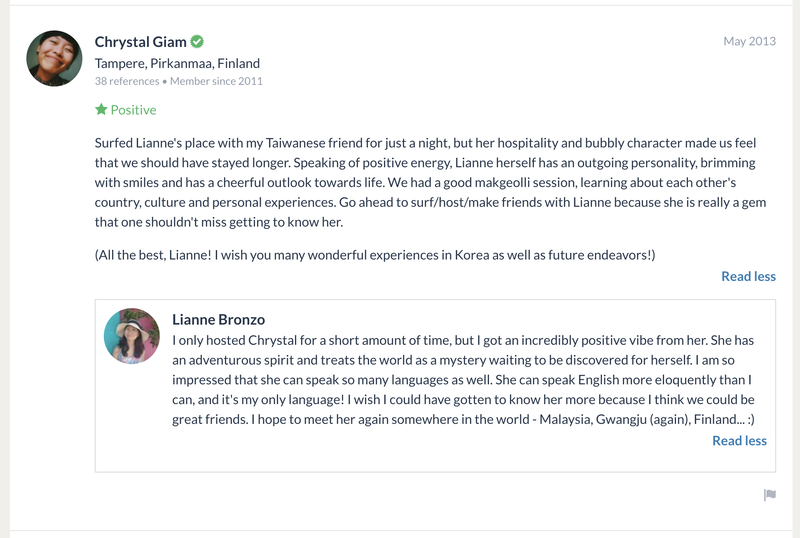 Chrystal Giam
May 2013
Tampere, Pirkanmaa, Finland
38 references • Member since 2011
Positive
Surfed Lianne's place with my Taiwanese friend for just a night, but her hospitality and bubbly character made us feel
that we should have stayed longer. Speaking of positive energy, Lianne herself has an outgoing personality, brimming
with smiles and has a cheerful outlook towards life. We had a good makgeolli session, learning about each other's
country, culture and personal experiences. Go ahead to surf/host/make friends with Lianne because she is really a gem
that one shouldn't miss getting to know her.
(All the best, Lianne! I wish you many wonderful experiences in Korea as well as future endeavors!)
Read less
Lianne Bronzo
I only hosted Chrystal for a short amount of time, but I got an incredibly positive vibe from her. She has
an adventurous spirit and treats the world as a mystery waiting to be discovered for herself. I am so
impressed that she can speak so many languages as well. She can speak English more eloquently than I
can, and it's my only language! I wish I could have gotten to know her more because I think we could be
great friends. I hope to meet her again somewhere in the world - Malaysia, Gwangju (again), Finland... :)
Read less